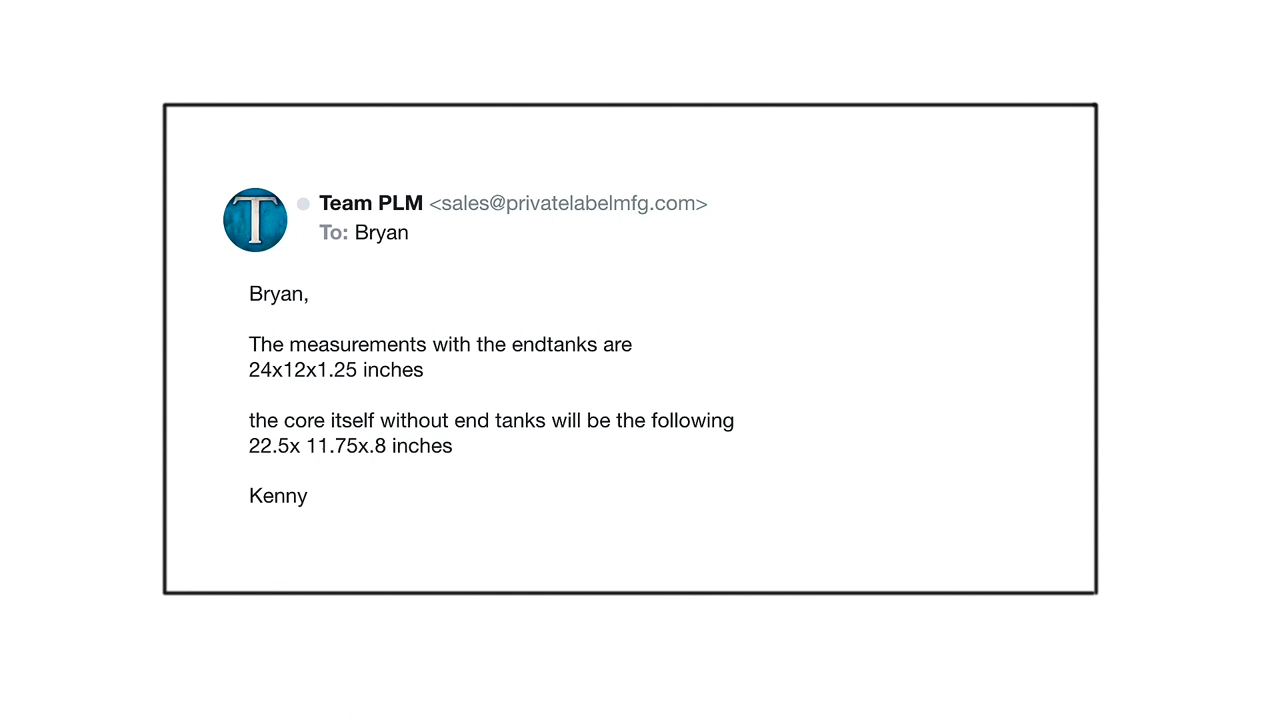 T
Team PLM <sales@privatelabelmfg.com>
To: Bryan
Bryan,
The measurements with the endtanks are
24x12x1.25 inches
the core itself without end tanks will be the following
22.5x 11.75x.8 inches
Kenny